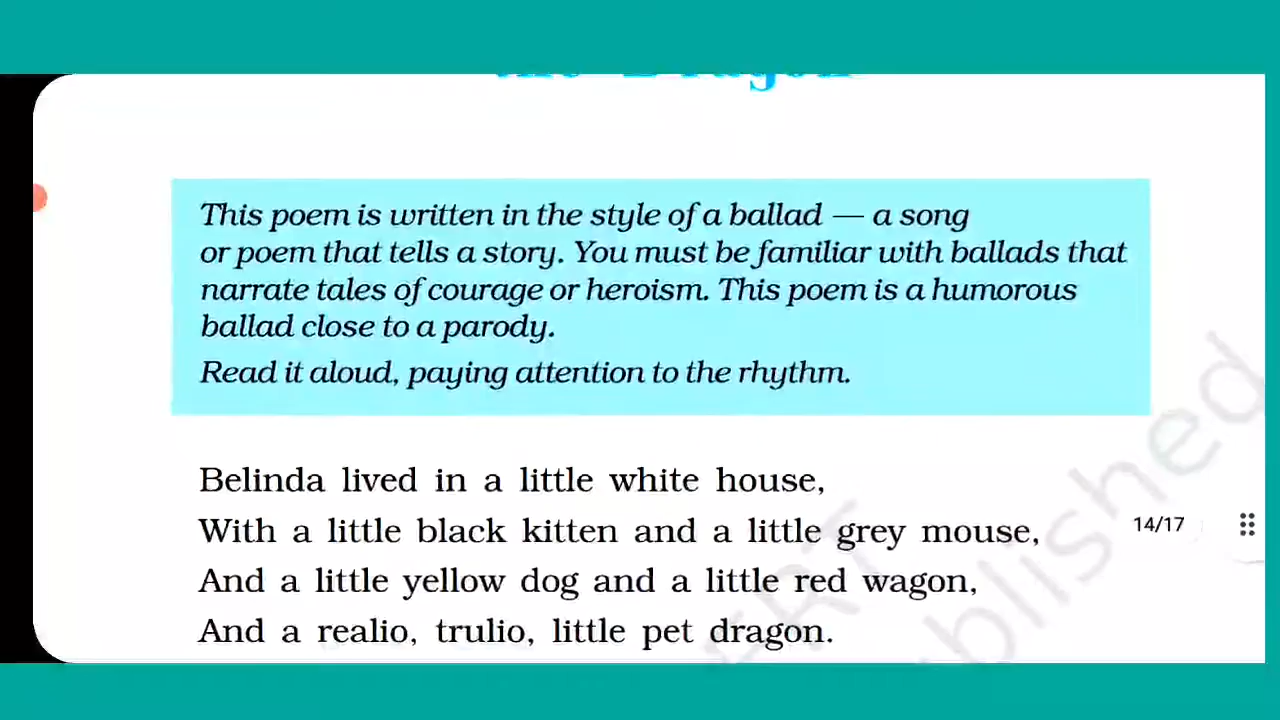 the Dragon
This poem is written in the style of a ballad — a song
or poem that tells a story. You must be familiar with ballads that
narrate tales of courage or heroism. This poem is a humorous
ballad close to a parody.
Read it aloud, paying attention to the rhythm.
Belinda lived in a little white house,
With a little black kitten and a little grey mouse,
14/17
And a little yellow dog and a little red wagon,
And a realio, trulio, little pet dragon.